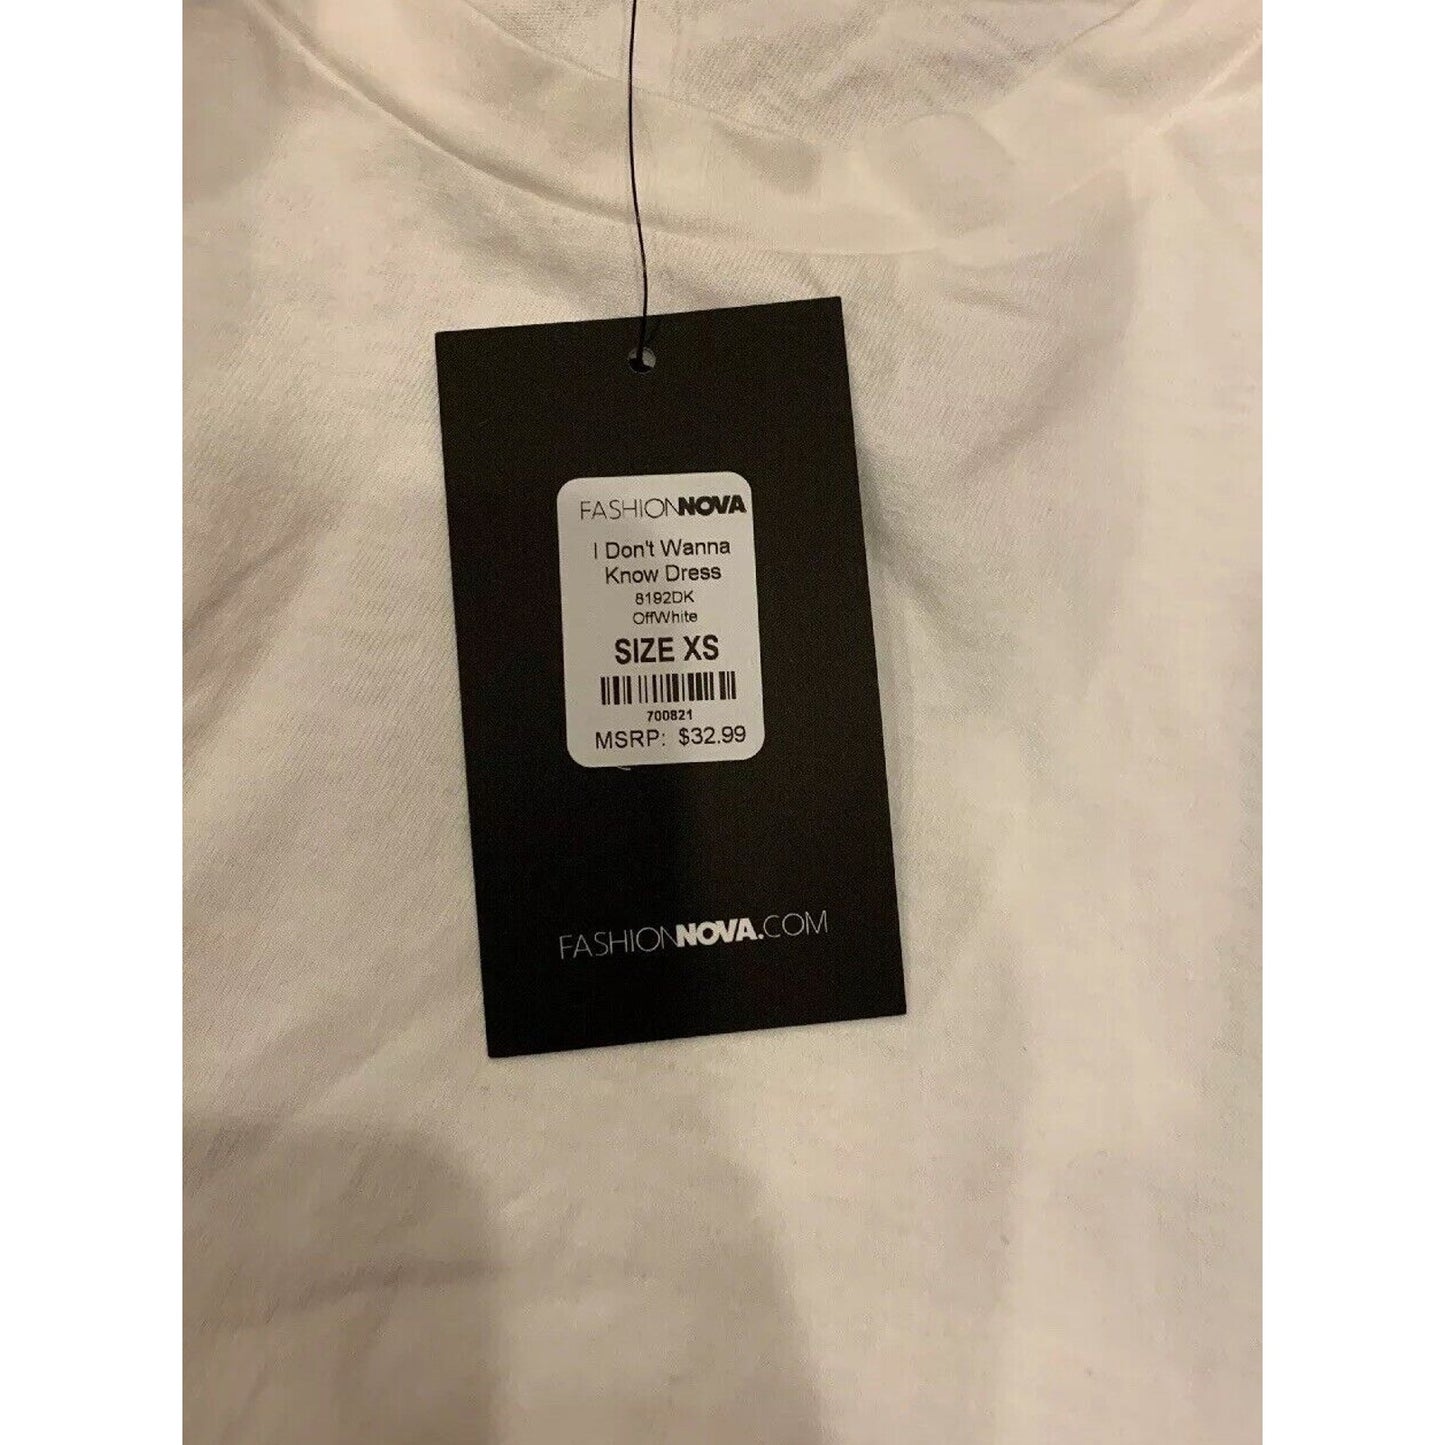 FASHIONNOVA
I Don't Wanna
Know Dress
8192DK
OffWhite
SIZE XS
700821
MSRP: $32.99
FASHIONNOVA.COM